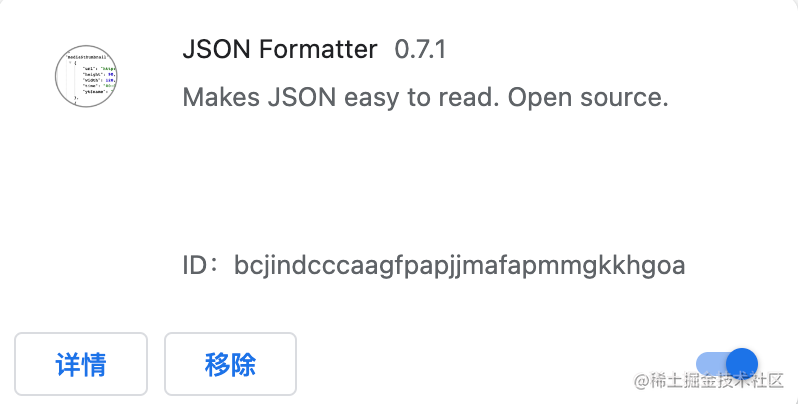 JSON Formatter 0.7.1
Makes JSON easy to read. Open source.
ID：bcjindcccaagfpapjjmafapmmgkkhgoa
详情 移除
@稀土掘金技术社区